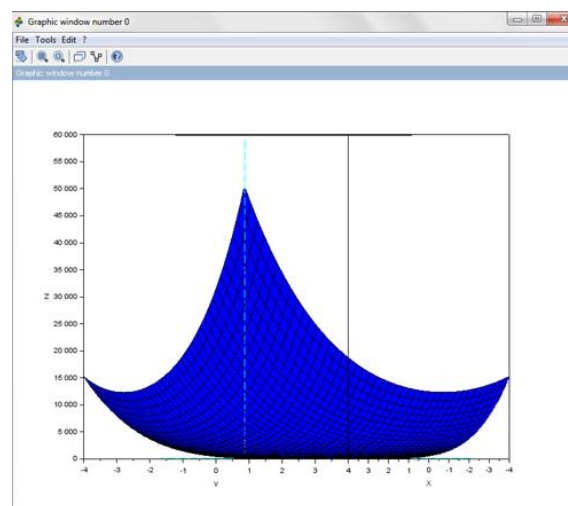 Graphic window number 0
File Tools Edit ?
Graphic window number 0
60 000
55 000
50 000
45 000
40 000
35 000
Z 30 000
25 000
20 000
15 000
10 000
5 000
0
-4 -3 -2 -1 0 1 2 3 4 3 2 1 0 -1 -2 -3 -4
Y X